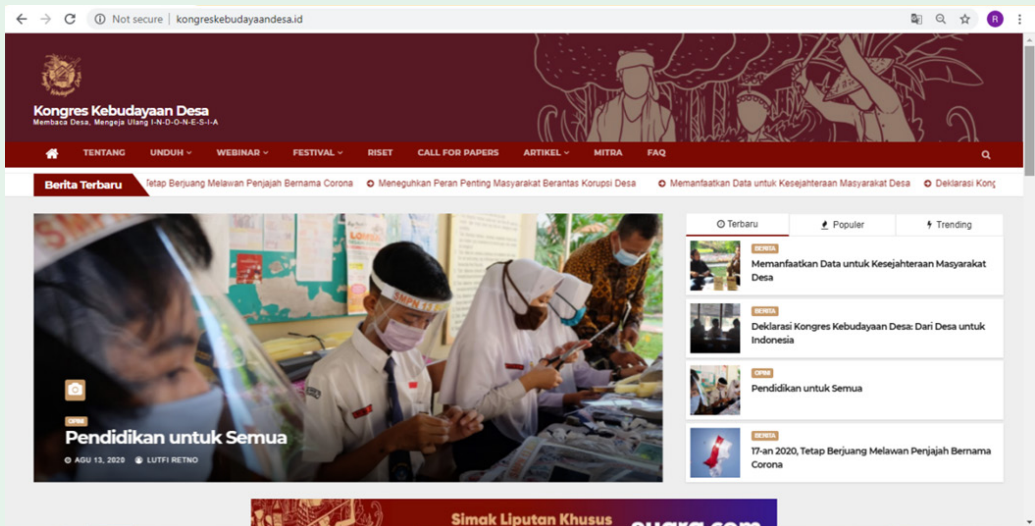 Not secure | kongreskebudayaandesa.id
R
Kongres Kebudayaan Desa
Membaca Desa, Mengeja Ulang I-N-D-O-N-E-S-I-A
TENTANG UNDUH WEBINAR FESTIVAL RISET CALL FOR PAPERS ARTIKEL MITRA FAQ
Berita Terbaru Tetap Berjuang Melawan Penjajah Bernama Corona Meneguhkan Peran Penting Masyarakat Berantas Korupsi Desa Memanfaatkan Data untuk Kesejahteraan Masyarakat Desa Deklarasi Kong
SMPN 13
OPINI
Pendidikan untuk Semua
AGU 13, 2020 LUTFI RETNO
Terbaru Populer Trending
BERITA
Memanfaatkan Data untuk Kesejahteraan Masyarakat
Desa
BERITA
Deklarasi Kongres Kebudayaan Desa: Dari Desa untuk
Indonesia
OPINI
Pendidikan untuk Semua
BERITA
17-an 2020, Tetap Berjuang Melawan Penjajah Bernama
Corona
Simak Liputan Khusus
suara.com